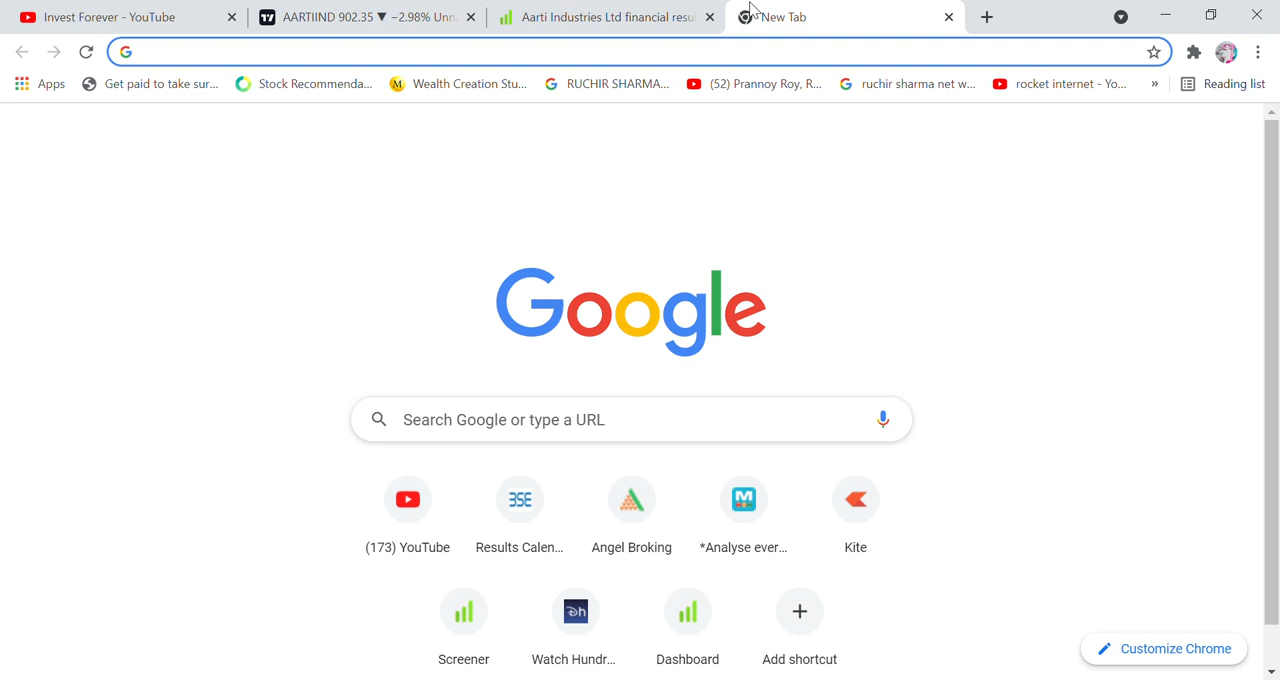 Invest Forever - YouTube
AARTIIND 902.35 ▼ −2.98% Unn
Aarti Industries Ltd financial resul
New Tab
Apps
Get paid to take sur...
Stock Recommenda...
M
Wealth Creation Stu...
RUCHIR SHARMA...
(52) Prannoy Roy, R...
ruchir sharma net w...
rocket internet - Yo...
»
Reading list
Google
Search Google or type a URL
(173) YouTube
BSE
Results Calen...
Angel Broking
M
*Analyse ever...
Kite
Screener
Dh
Watch Hundr...
Dashboard
Add shortcut
Customize Chrome